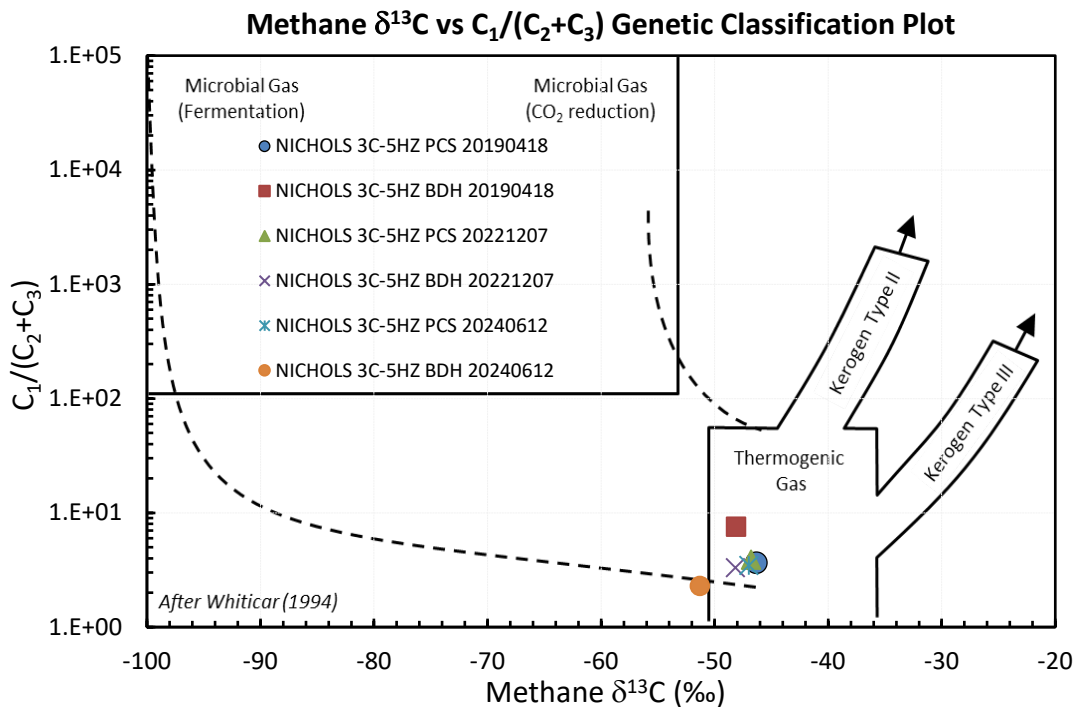 Methane δ¹³C vs C₁/(C₂+C₃) Genetic Classification Plot
1.E+05
1.E+04
1.E+03
1.E+02
1.E+01
1.E+00
C₁/(C₂+C₃)
Microbial Gas
(Fermentation)
Microbial Gas
(CO₂ reduction)
NICHOLS 3C-5HZ PCS 20190418
NICHOLS 3C-5HZ BDH 20190418
NICHOLS 3C-5HZ PCS 20221207
NICHOLS 3C-5HZ BDH 20221207
NICHOLS 3C-5HZ PCS 20240612
NICHOLS 3C-5HZ BDH 20240612
Kerogen Type II
Kerogen Type III
Thermogenic
Gas
After Whiticar (1994)
-100 -90 -80 -70 -60 -50 -40 -30 -20
Methane δ¹³C (‰)